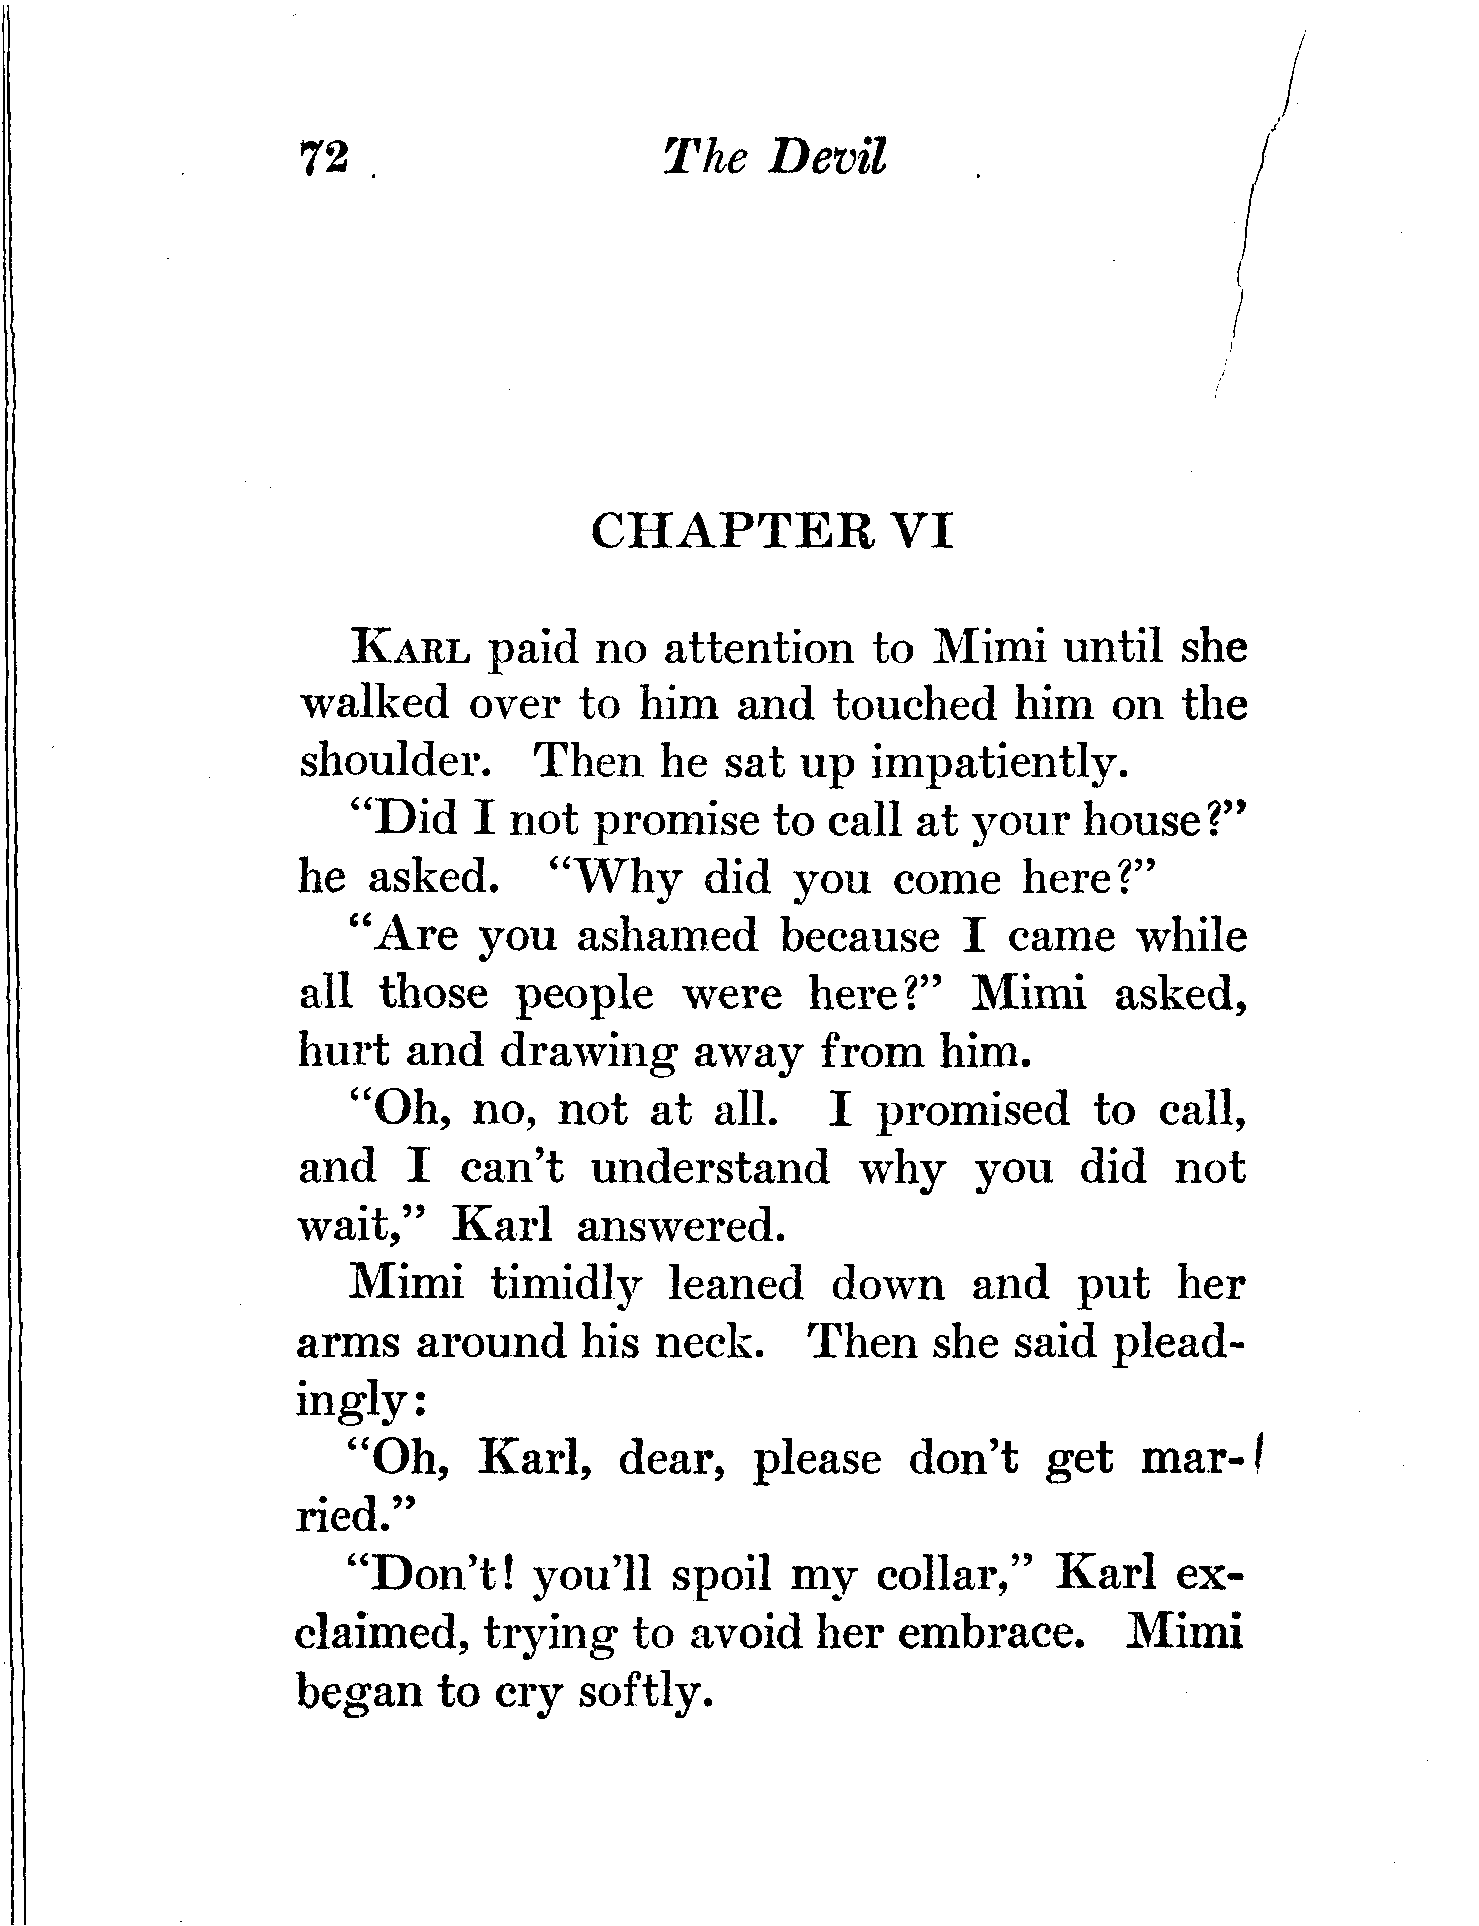 72 The Devil
CHAPTER VI
KARL paid no attention to Mimi until she
walked over to him and touched him on the
shoulder. Then he sat up impatiently.
“Did I not promise to call at your house?”
he asked. “Why did you come here?”
“Are you ashamed because I came while
all those people were here?” Mimi asked,
hurt and drawing away from him.
“Oh, no, not at all. I promised to call,
and I can't understand why you did not
wait,” Karl answered.
Mimi timidly leaned down and put her
arms around his neck. Then she said plead-
ingly:
“Oh, Karl, dear, please don't get mar-
ried.”
“Don't! you'll spoil my collar,” Karl ex-
claimed, trying to avoid her embrace. Mimi
began to cry softly.